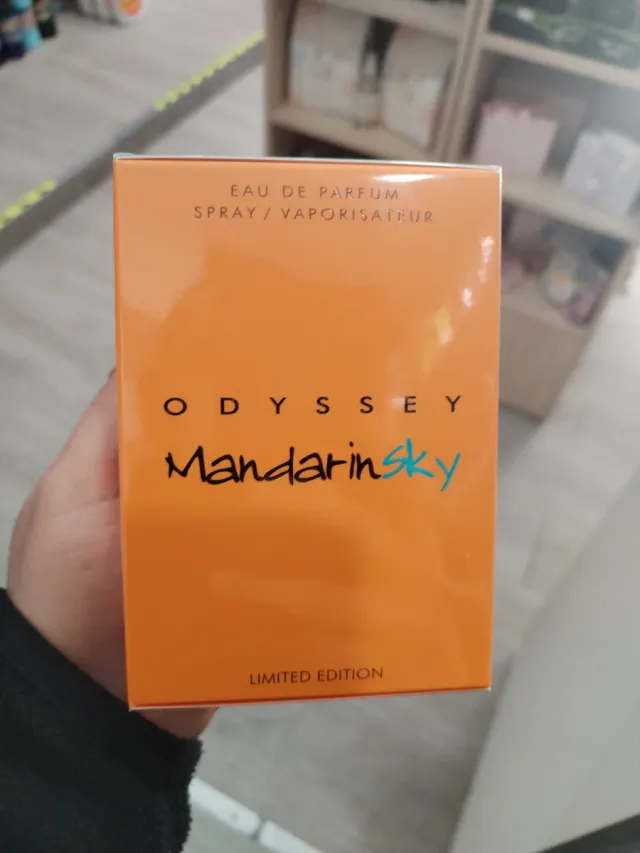 EAU DE PARFUM
SPRAY / VAPORISATEUR
ODYSSEY
Mandarinsky
LIMITED EDITION